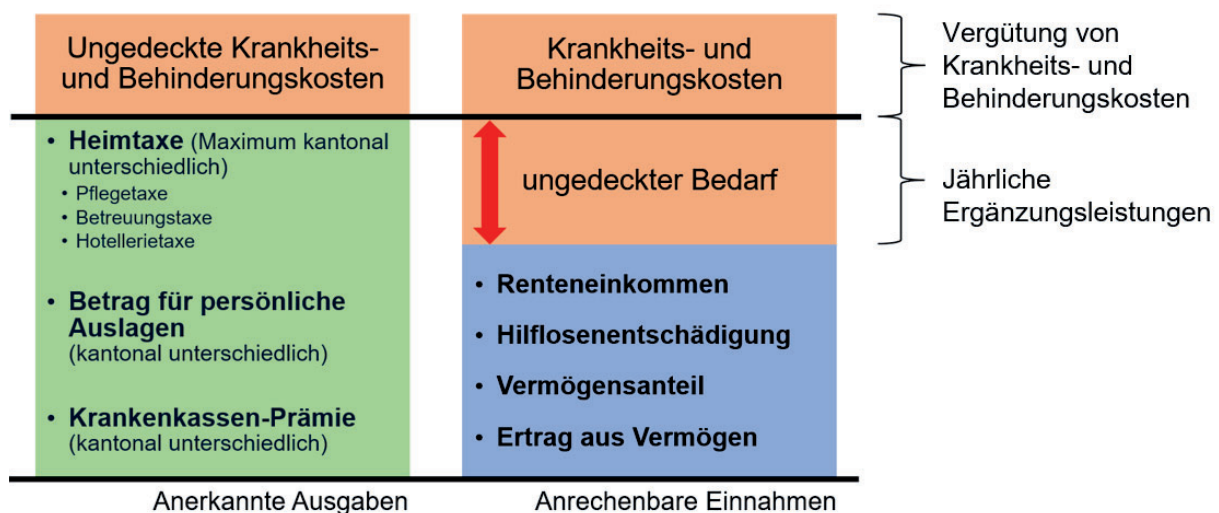 Ungedeckte Krankheits-
und Behinderungskosten
• Heimtaxe (Maximum kantonal
unterschiedlich)
• Pflegetaxe
• Betreuungstaxe
• Hotellerietaxe
• Betrag für persönliche
Auslagen
(kantonal unterschiedlich)
• Krankenkassen-Prämie
(kantonal unterschiedlich)
Anerkannte Ausgaben
Krankheits- und
Behinderungskosten
ungedeckter Bedarf
• Renteneinkommen
• Hilflosenentschädigung
• Vermögensanteil
• Ertrag aus Vermögen
Anrechenbare Einnahmen
Vergütung von
Krankheits- und
Behinderungskosten
Jährliche
Ergänzungsleistungen